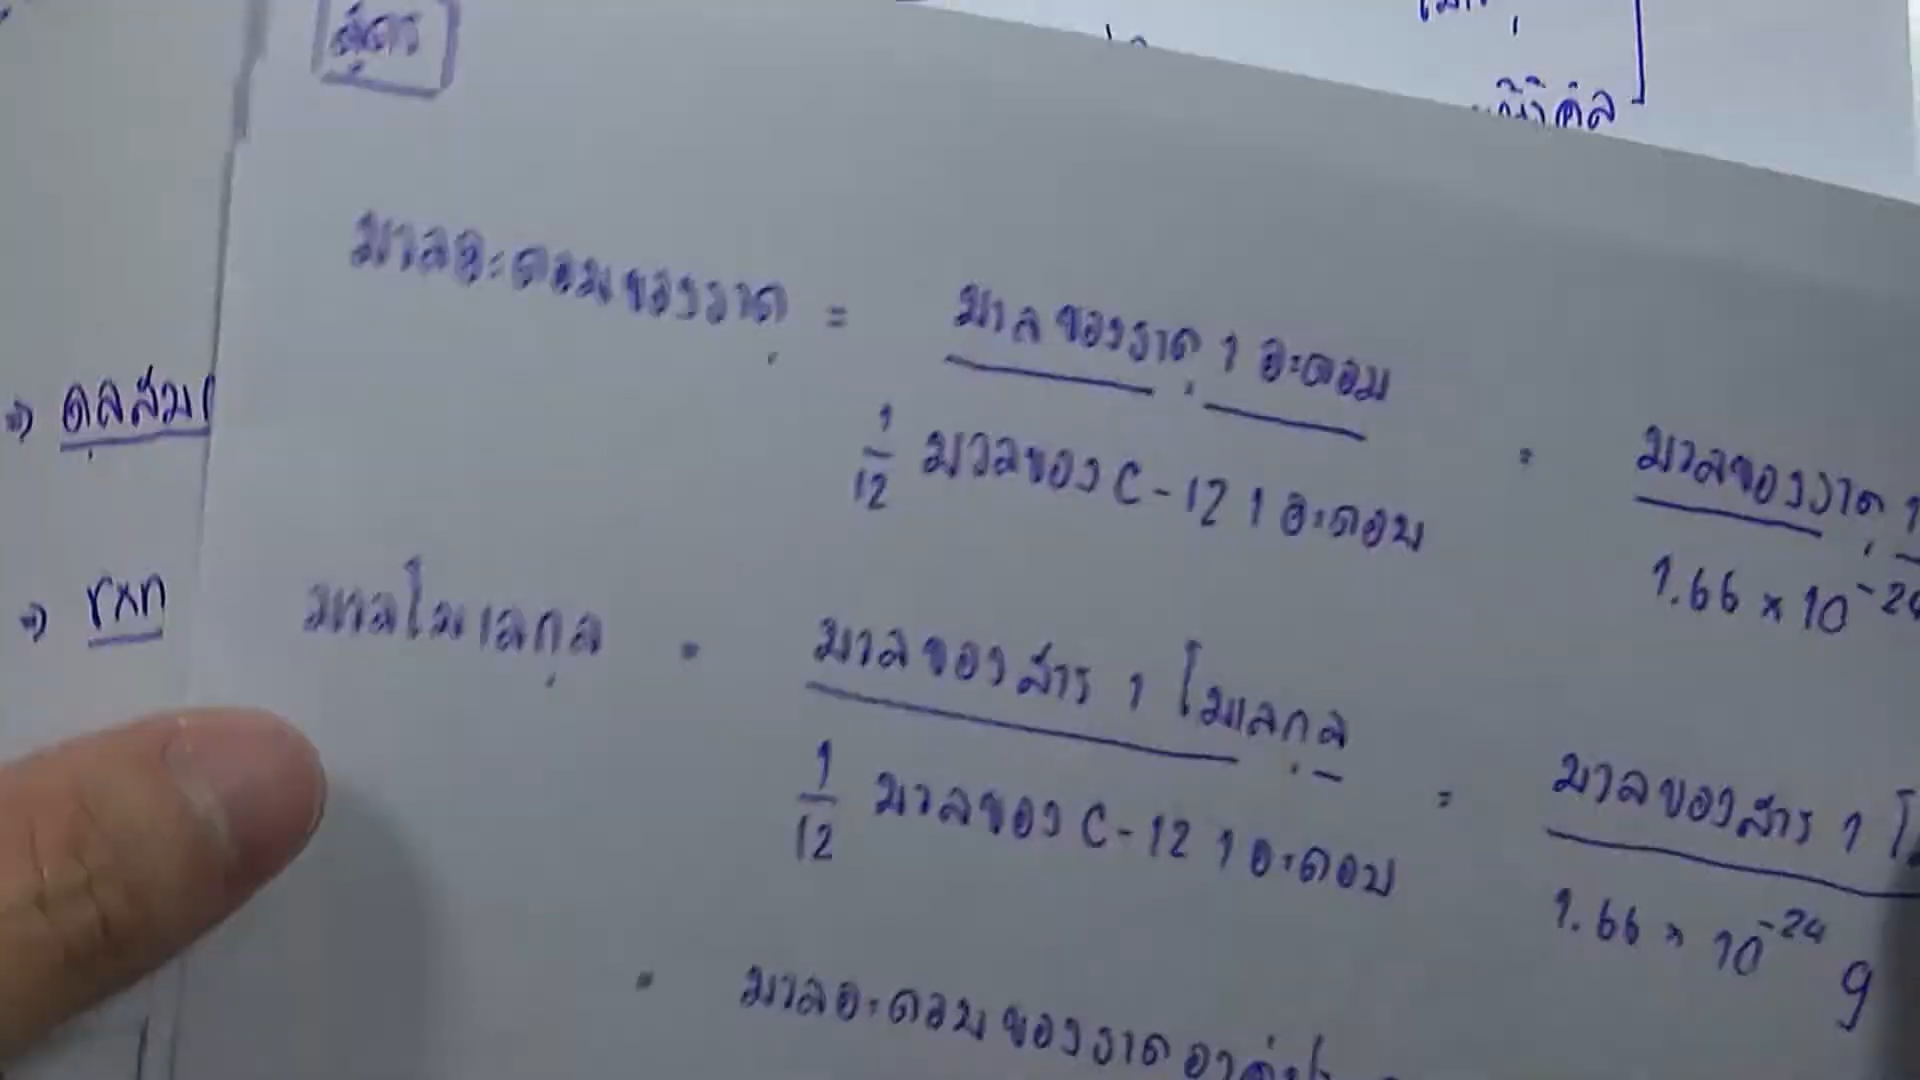 สูตร
มวลอะตอมของธาตุ = มวลของธาตุ 1 อะตอม = มวลของธาตุ 1
1/12 มวลของ C-12 1 อะตอม
1.66 × 10⁻²⁴
มวลโมเลกุล = มวลของสาร 1 โมเลกุล = มวลของสาร 1
1/12 มวลของ C-12 1 อะตอม
1.66 × 10⁻²⁴ g
= มวลอะตอมของธาตุ
⇒ ดุลสม
⇒ rxn